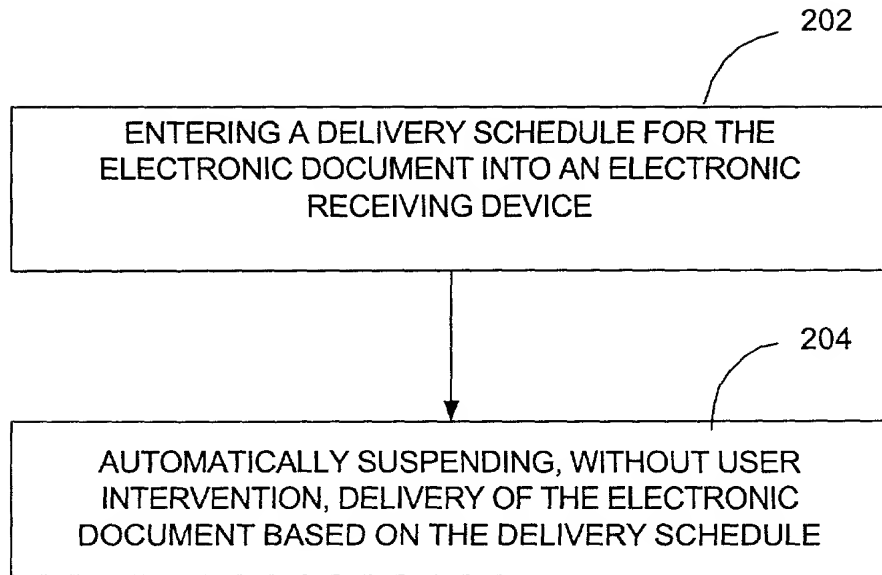 202
ENTERING A DELIVERY SCHEDULE FOR THE
ELECTRONIC DOCUMENT INTO AN ELECTRONIC
RECEIVING DEVICE
204
AUTOMATICALLY SUSPENDING, WITHOUT USER
INTERVENTION, DELIVERY OF THE ELECTRONIC
DOCUMENT BASED ON THE DELIVERY SCHEDULE